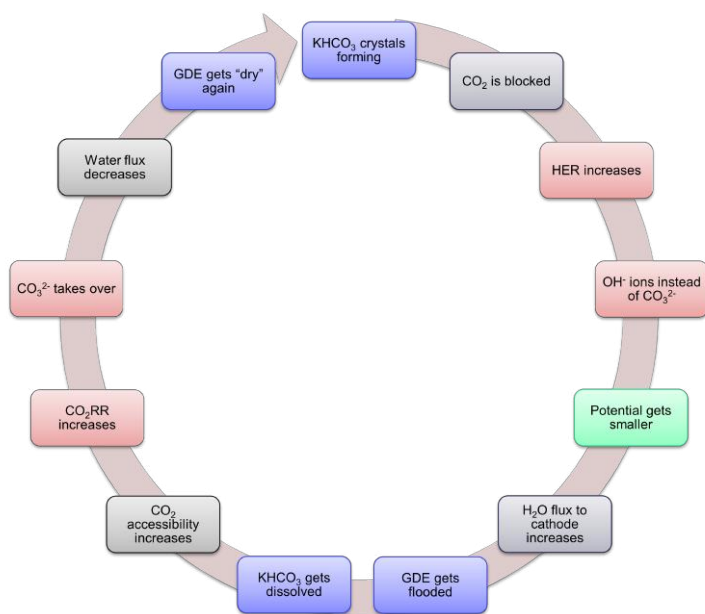 KHCO₃ crystals
forming
CO₂ is blocked
HER increases
OH⁻ ions instead
of CO₃²⁻
Potential gets
smaller
H₂O flux to
cathode
increases
GDE gets
flooded
KHCO₃ gets
dissolved
CO₂
accessibility
increases
CO₂RR
increases
CO₃²⁻ takes over
Water flux
decreases
GDE gets “dry”
again